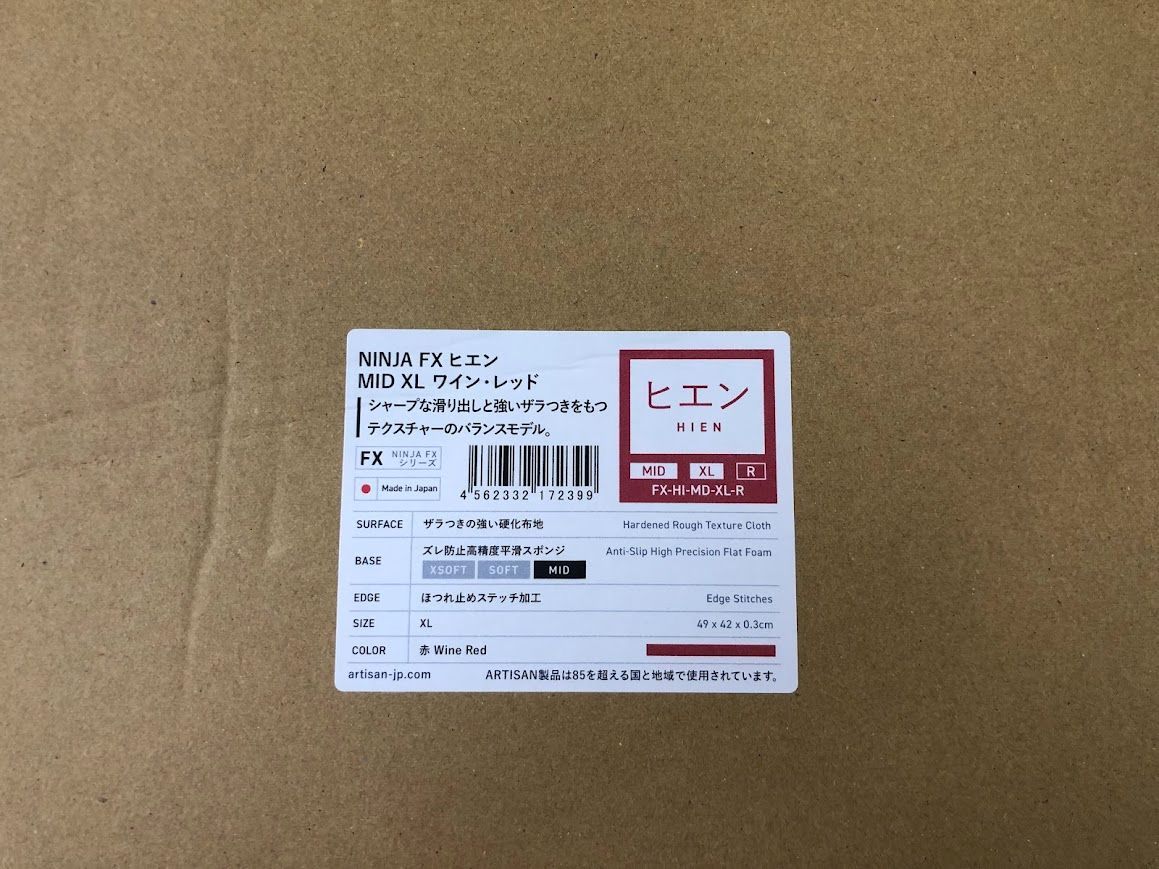 NINJA FX ヒエン
MID XL ワイン・レッド
シャープな滑り出しと強いザラつきをもつ
テクスチャーのバランスモデル。
FX NINJA FX
シリーズ
Made in Japan
4 562332 172399
ヒエン
HIEN
MID XL R
FX-HI-MD-XL-R
SURFACE ザラつきの強い硬化布地 Hardened Rough Texture Cloth
BASE ズレ防止高精度平滑スポンジ Anti-Slip High Precision Flat Foam
XSOFT SOFT MID
EDGE ほつれ止めステッチ加工 Edge Stitches
SIZE XL 49 x 42 x 0.3cm
COLOR 赤 Wine Red
artisan-jp.com ARTISAN製品は85を超える国と地域で使用されています。